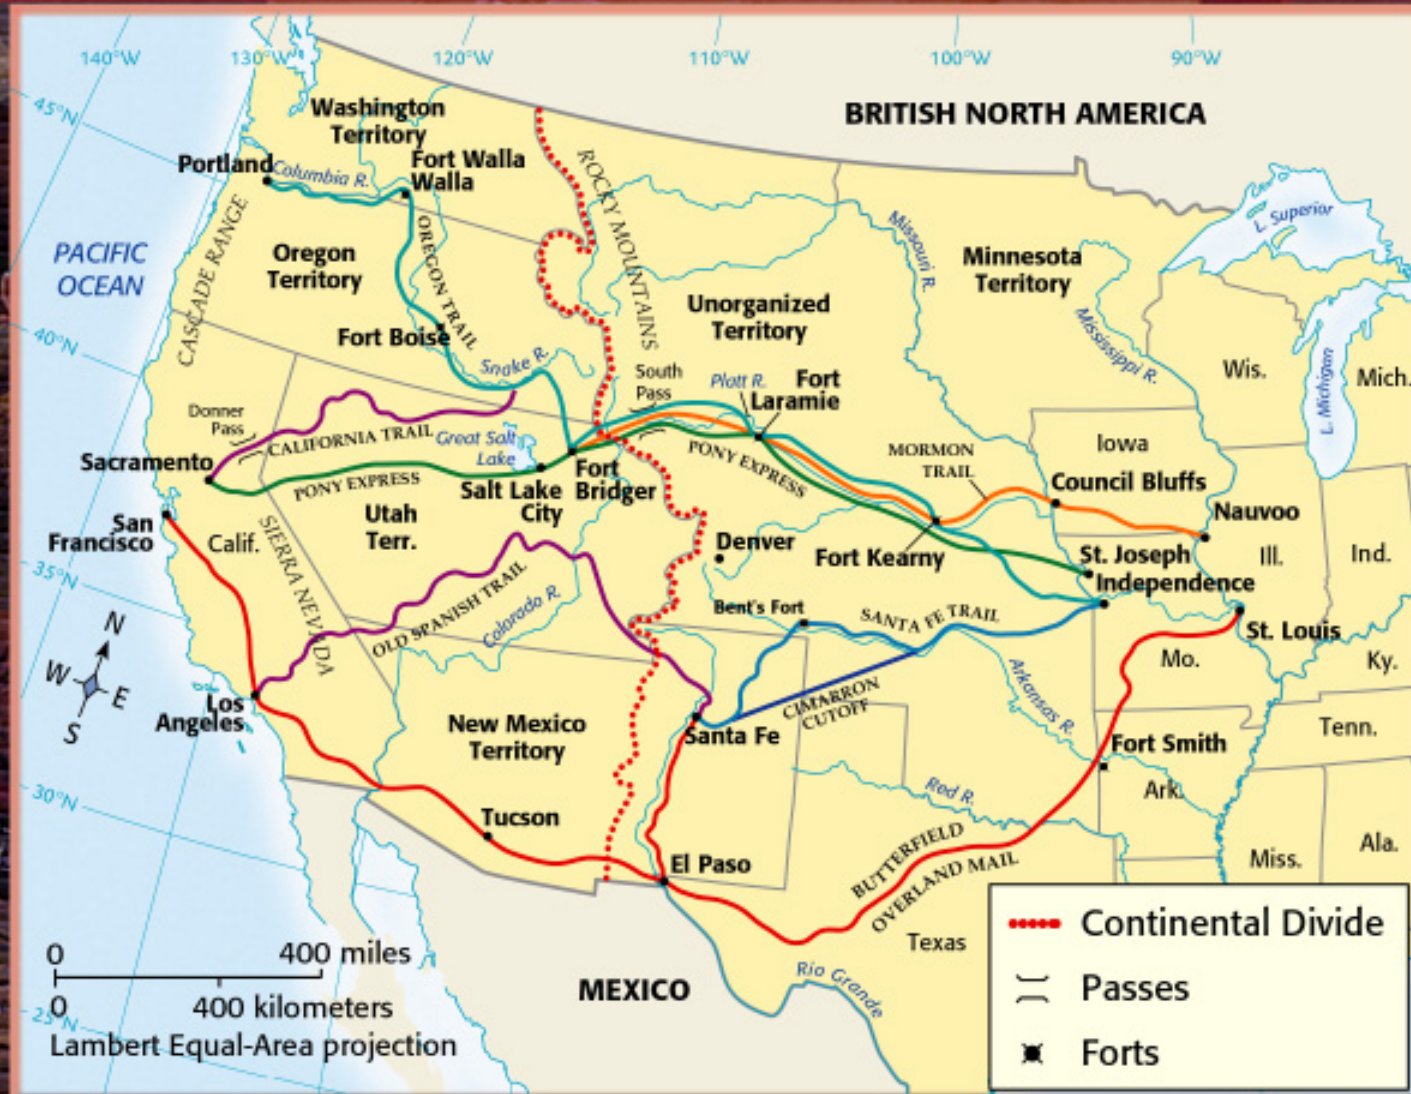 140°W
130°W
120°W
110°W
100°W
90°W
45°N
BRITISH NORTH AMERICA
Washington
Territory
Portland
Columbia R.
Fort Walla
Walla
ROCKY MOUNTAINS
L. Superior
CASCADE RANGE
OREGON TRAIL
Missouri R.
PACIFIC
OCEAN
Oregon
Territory
Minnesota
Territory
Unorganized
Territory
40°N
Fort Boise
Snake R.
Mississippi R.
L. Michigan
Wis.
Mich.
South
Pass
Platt R.
Fort
Laramie
Donner
Pass
CALIFORNIA TRAIL
Great Salt
Lake
PONY EXPRESS
MORMON
TRAIL
Iowa
Sacramento
PONY EXPRESS
Salt Lake
City
Fort
Bridger
Council Bluffs
Nauvoo
San
Francisco
Calif.
SIERRA NEVADA
Utah
Terr.
Denver
Fort Kearny
St. Joseph
Independence
Ill.
Ind.
35°N
OLD SPANISH TRAIL
Colorado R.
Bent's Fort
SANTA FE TRAIL
St. Louis
N
W
E
S
Mo.
Ky.
Los
Angeles
New Mexico
Territory
Santa Fe
CIMARRON
CUTOFF
Arkansas R.
Tenn.
Fort Smith
Ark.
30°N
Red R.
Tucson
El Paso
BUTTERFIELD
OVERLAND MAIL
Miss.
Ala.
Texas
Rio Grande
MEXICO
0
400 miles
0
400 kilometers
25°N
Lambert Equal-Area projection
Continental Divide
Passes
Forts